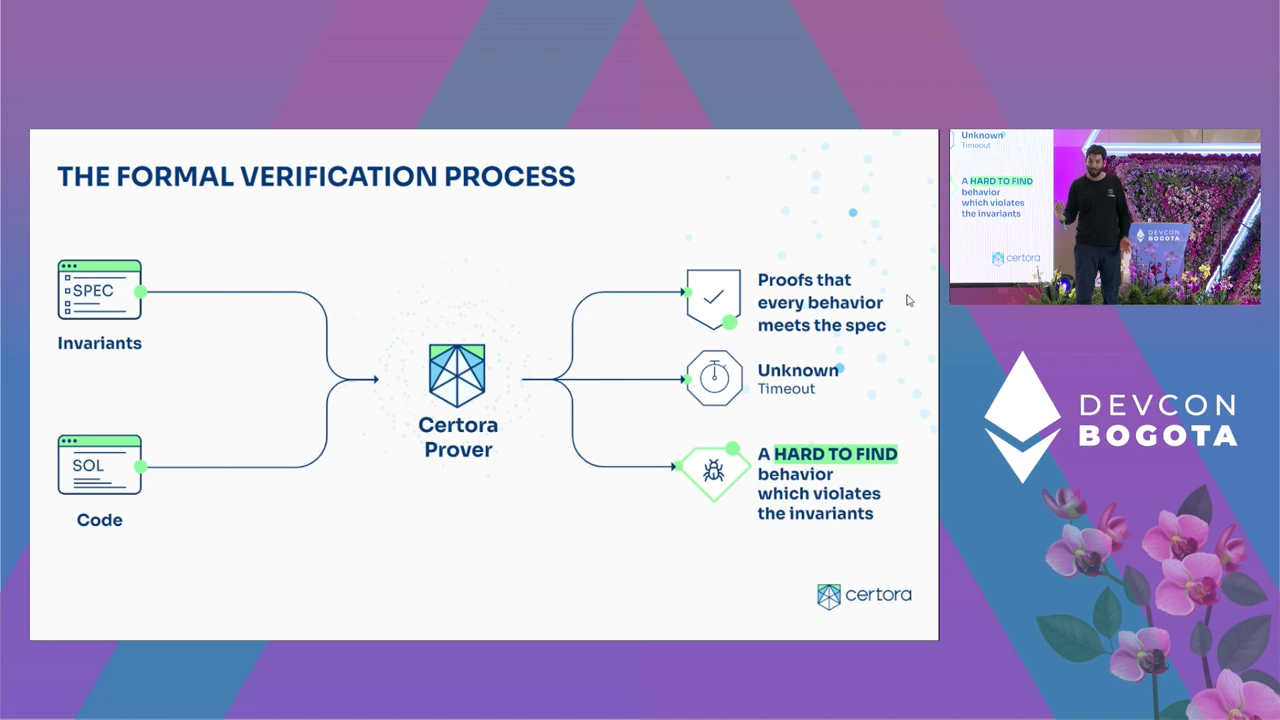 THE FORMAL VERIFICATION PROCESS
SPEC
Invariants
SOL
Code
Certora
Prover
Proofs that
every behavior
meets the spec
Unknown
Timeout
A HARD TO FIND
behavior
which violates
the invariants
certora
Unknown
Timeout
A HARD TO FIND
behavior
which violates
the invariants
certora
DEVCON
BOGOTA
DEVCON
BOGOTA